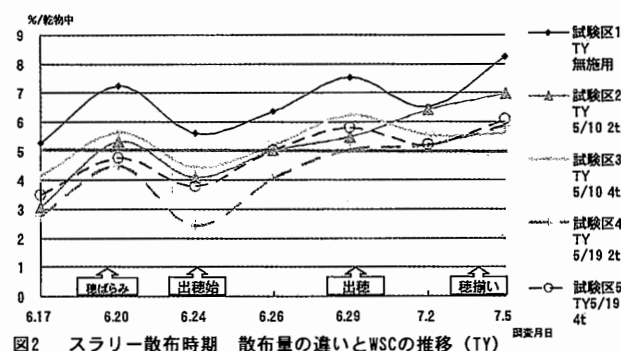 %/乾物中
9
8
7
6
5
4
3
2
1
0
穂ばらみ
出穂始
出穂
穂揃い
6.17
6.20
6.24
6.26
6.29
7.2
7.5
調査月日
試験区1
TY
無施用
試験区2
TY
5/10 2t
試験区3
TY
5/10 4t
試験区4
TY
5/19 2t
試験区5
TY5/19
4t
図2 スラリー散布時期 散布量の違いとWSCの推移（TY）